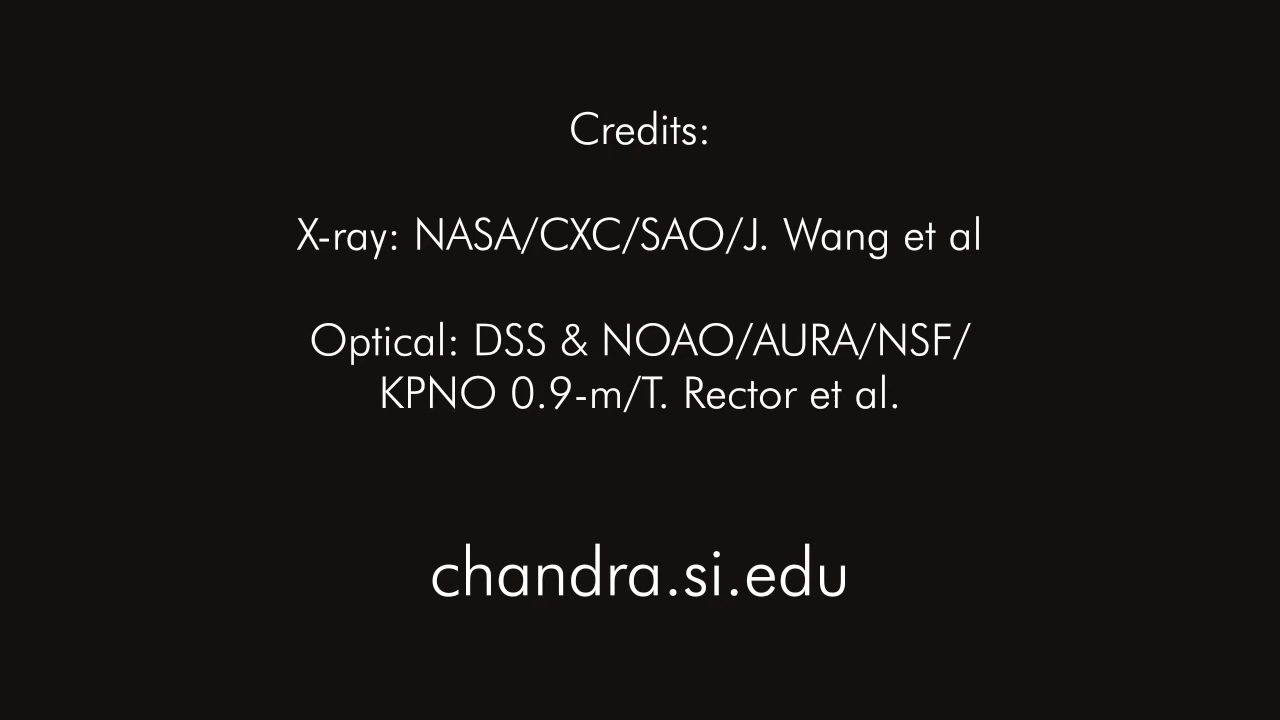 Credits:
X-ray: NASA/CXC/SAO/J. Wang et al
Optical: DSS & NOAO/AURA/NSF/
KPNO 0.9-m/T. Rector et al.
chandra.si.edu